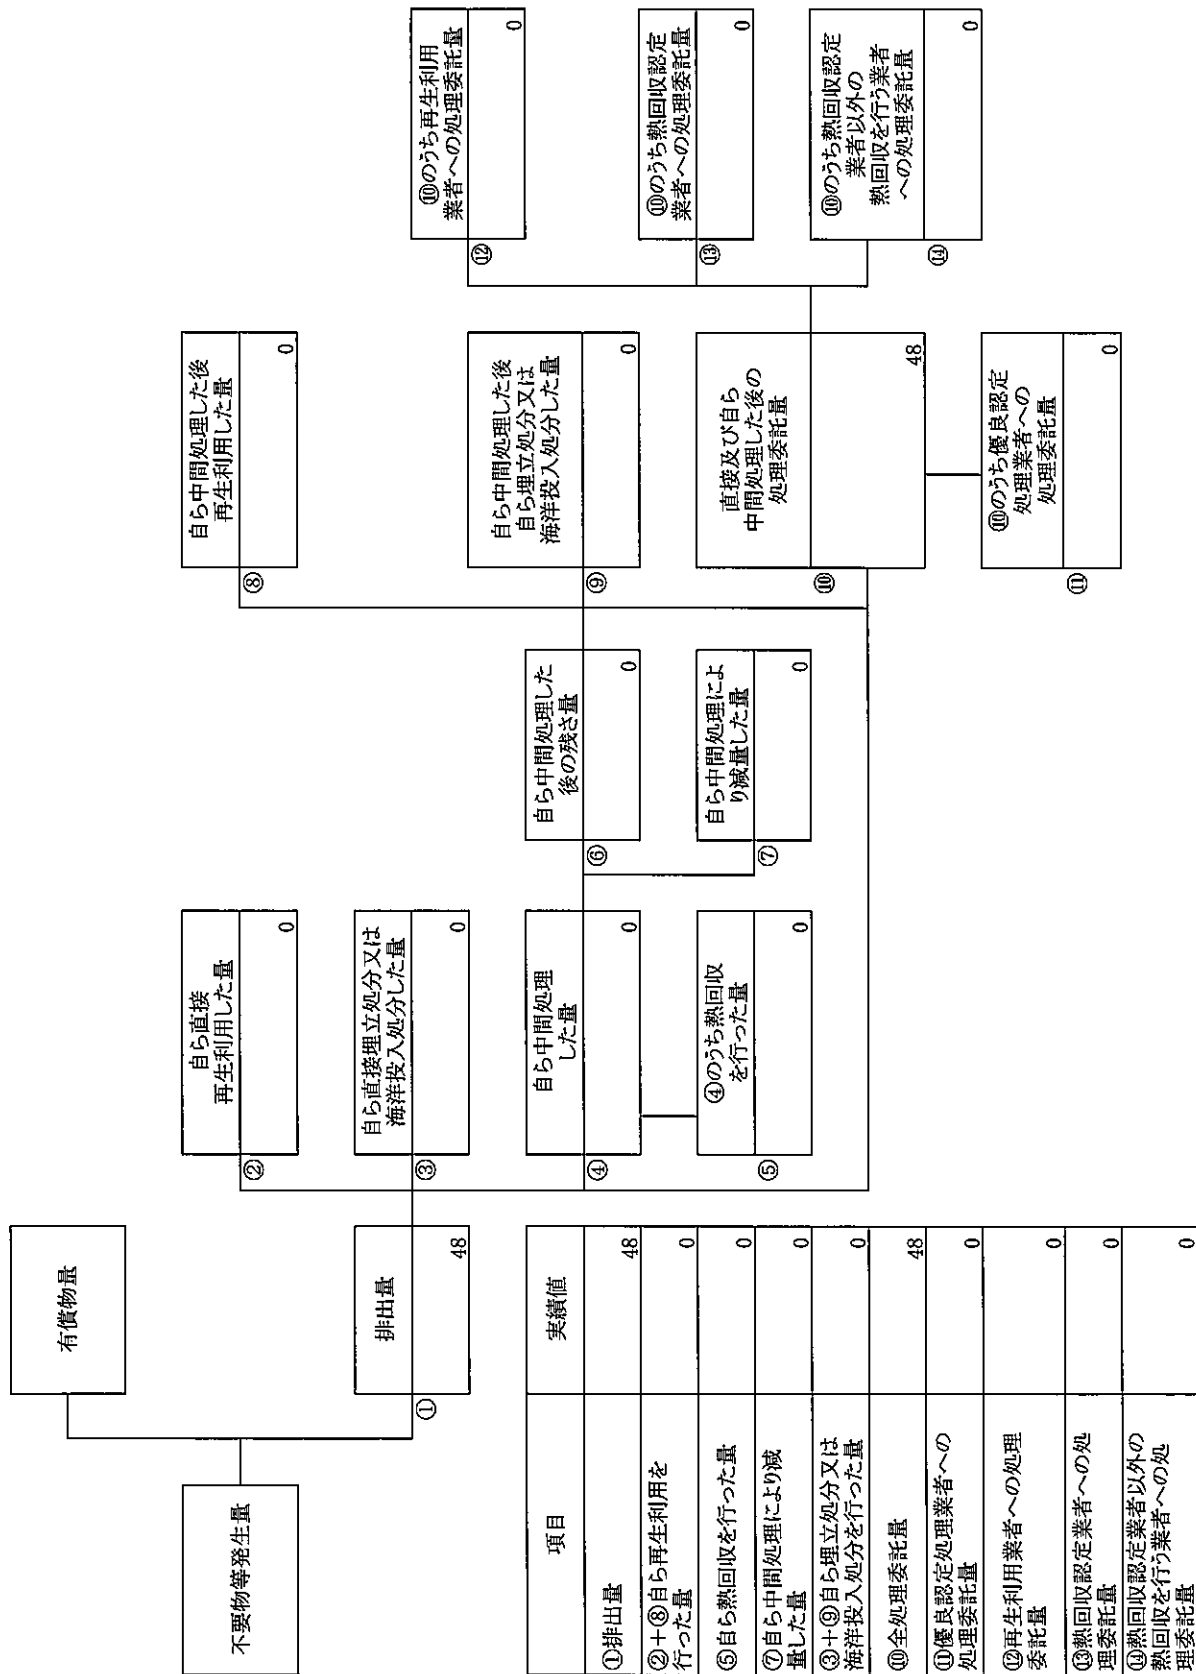 不要物等発生量
有償物量
①
排出量
48
②
自ら直接
再生利用した量
0
③
自ら直接埋立処分又は
海洋投入処分した量
0
④
自ら中間処理
した量
0
⑤
④のうち熱回収
を行った量
0
⑥
自ら中間処理した
後の残さ量
0
⑦
自ら中間処理によ
り減量した量
0
⑧
自ら中間処理した後
再生利用した量
0
⑨
自ら中間処理した後
自ら埋立処分又は
海洋投入処分した量
0
⑩
直接及び自ら
中間処理した後の
処理委託量
48
⑪
⑩のうち優良認定
処理業者への
処理委託量
0
⑫
⑩のうち再生利用
業者への処理委託量
0
⑬
⑩のうち熱回収認定
業者への処理委託量
0
⑭
⑩のうち熱回収認定
業者以外の
熱回収を行う業者
への処理委託量
0
項目
実績値
①排出量
48
②+⑧自ら再生利用を
行った量
0
⑤自ら熱回収を行った量
0
⑦自ら中間処理により減
量した量
0
③+⑨自ら埋立処分又は
海洋投入処分を行った量
0
⑩全処理委託量
48
⑪優良認定処理業者への
処理委託量
0
⑫再生利用業者への処理
委託量
0
⑬熱回収認定業者への処
理委託量
0
⑭熱回収認定業者以外の
熱回収を行う業者への処
理委託量
0